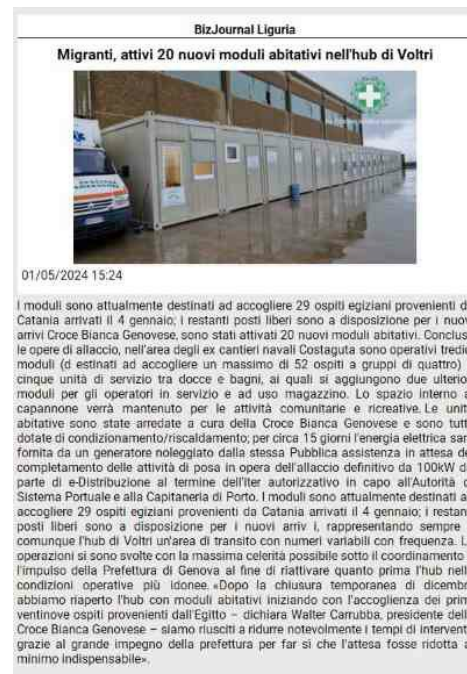 BizJournal Liguria
Migranti, attivi 20 nuovi moduli abitativi nell'hub di Voltri
01/05/2024 15:24
I moduli sono attualmente destinati ad accogliere 29 ospiti egiziani provenienti d
Catania arrivati il 4 gennaio; i restanti posti liberi sono a disposizione per i nuov
arrivi Croce Bianca Genovese, sono stati attivati 20 nuovi moduli abitativi. Conclus
le opere di allaccio, nell'area degli ex cantieri navali Costaguta sono operativi tredi
moduli (d estinati ad accogliere un massimo di 52 ospiti a gruppi di quattro)
cinque unità di servizio tra docce e bagni, ai quali si aggiungono due ulterio
moduli per gli operatori in servizio e ad uso magazzino. Lo spazio interno a
capannone verrà mantenuto per le attività comunitarie e ricreative. Le unit
abitative sono state arredate a cura della Croce Bianca Genovese e sono tutt
dotate di condizionamento/riscaldamento; per circa 15 giorni l'energia elettrica sar
fornita da un generatore noleggiato dalla stessa Pubblica assistenza in attesa de
completamento delle attività di posa in opera dell'allaccio definitivo da 100kW d
parte di e-Distribuzione al termine dell'iter autorizzativo in capo all'Autorità d
Sistema Portuale e alla Capitaneria di Porto. I moduli sono attualmente destinati a
accogliere 29 ospiti egiziani provenienti da Catania arrivati il 4 gennaio; i restan
posti liberi sono a disposizione per i nuovi arriv i, rappresentando sempre
comunque l'hub di Voltri un'area di transito con numeri variabili con frequenza. L
operazioni si sono svolte con la massima celerità possibile sotto il coordinamento
l'impulso della Prefettura di Genova al fine di riattivare quanto prima l'hub nell
condizioni operative più idonee. «Dopo la chiusura temporanea di dicemb
abbiamo riaperto l'hub con moduli abitativi iniziando con l'accoglienza dei prim
ventinove ospiti provenienti dall'Egitto – dichiara Walter Carrubba, presidente dell
Croce Bianca Genovese – siamo riusciti a ridurre notevolmente i tempi di intervent
grazie al grande impegno della prefettura per far sì che l'attesa fosse ridotta a
minimo indispensabile».